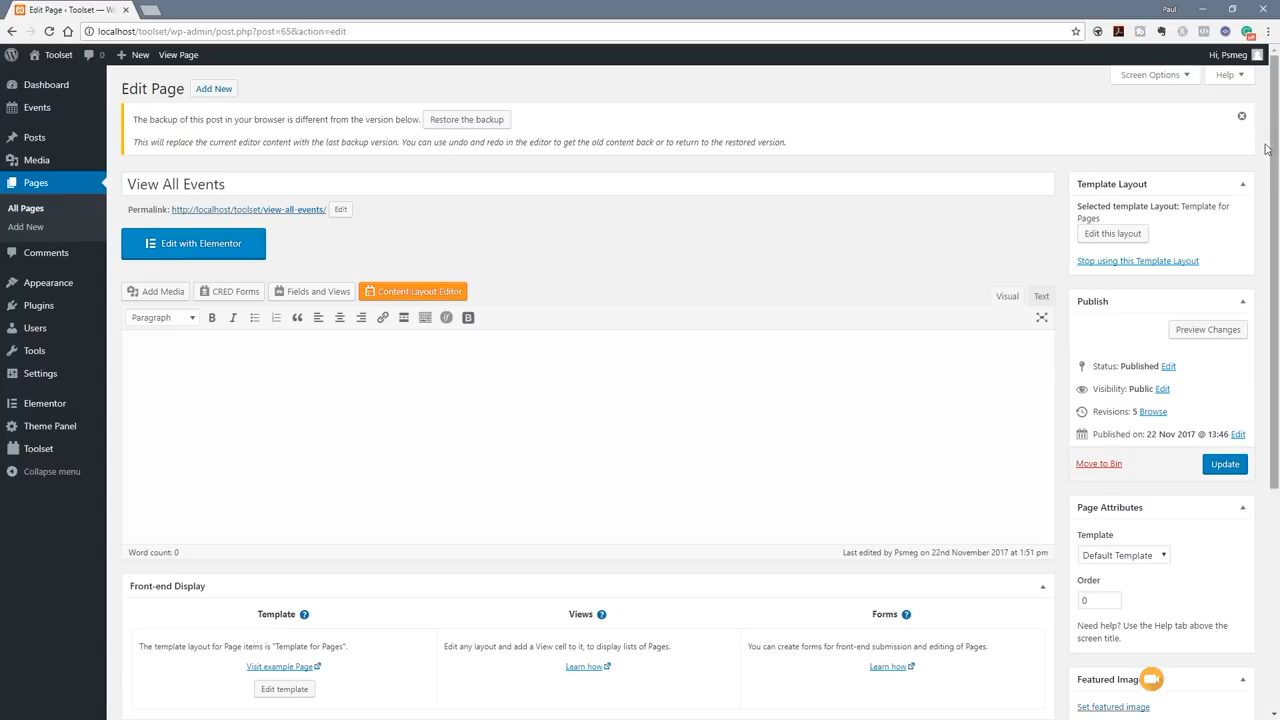 Edit Page ‹ Toolset — W
Paul
localhost/toolset/wp-admin/post.php?post=65&action=edit
Toolset
0
New
View Page
Hi, Psmeg
Dashboard
Events
Posts
Media
Pages
All Pages
Add New
Comments
Appearance
Plugins
Users
Tools
Settings
Elementor
Theme Panel
Toolset
Collapse menu
Screen Options
Help
Edit Page
Add New
The backup of this post in your browser is different from the version below.
Restore the backup
This will replace the current editor content with the last backup version. You can use undo and redo in the editor to get the old content back or to return to the restored version.
View All Events
Permalink: http://localhost/toolset/view-all-events/
Edit
Edit with Elementor
Add Media
CRED Forms
Fields and Views
Content Layout Editor
Visual
Text
Paragraph
B
I
Word count: 0
Last edited by Psmeg on 22nd November 2017 at 1:51 pm
Front-end Display
Template
Views
Forms
The template layout for Page items is "Template for Pages".
Visit example Page
Edit template
Edit any layout and add a View cell to it, to display lists of Pages.
Learn how
You can create forms for front-end submission and editing of Pages.
Learn how
Template Layout
Selected template Layout: Template for
Pages
Edit this layout
Stop using this Template Layout
Publish
Preview Changes
Status: Published Edit
Visibility: Public Edit
Revisions: 5 Browse
Published on: 22 Nov 2017 @ 13:46 Edit
Move to Bin
Update
Page Attributes
Template
Default Template
Order
0
Need help? Use the Help tab above the
screen title.
Featured Imag
Set featured image